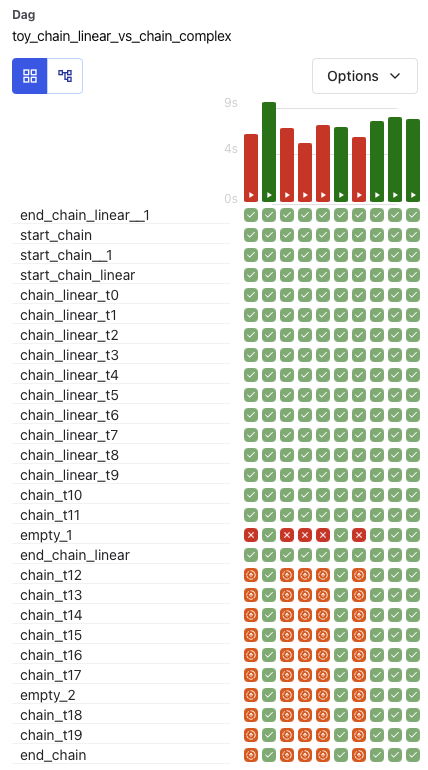 Dag
toy_chain_linear_vs_chain_complex
Options
9s
4s
0s
end_chain_linear__1
start_chain
start_chain__1
start_chain_linear
chain_linear_t0
chain_linear_t1
chain_linear_t2
chain_linear_t3
chain_linear_t4
chain_linear_t5
chain_linear_t6
chain_linear_t7
chain_linear_t8
chain_linear_t9
chain_t10
chain_t11
empty_1
end_chain_linear
chain_t12
chain_t13
chain_t14
chain_t15
chain_t16
chain_t17
empty_2
chain_t18
chain_t19
end_chain